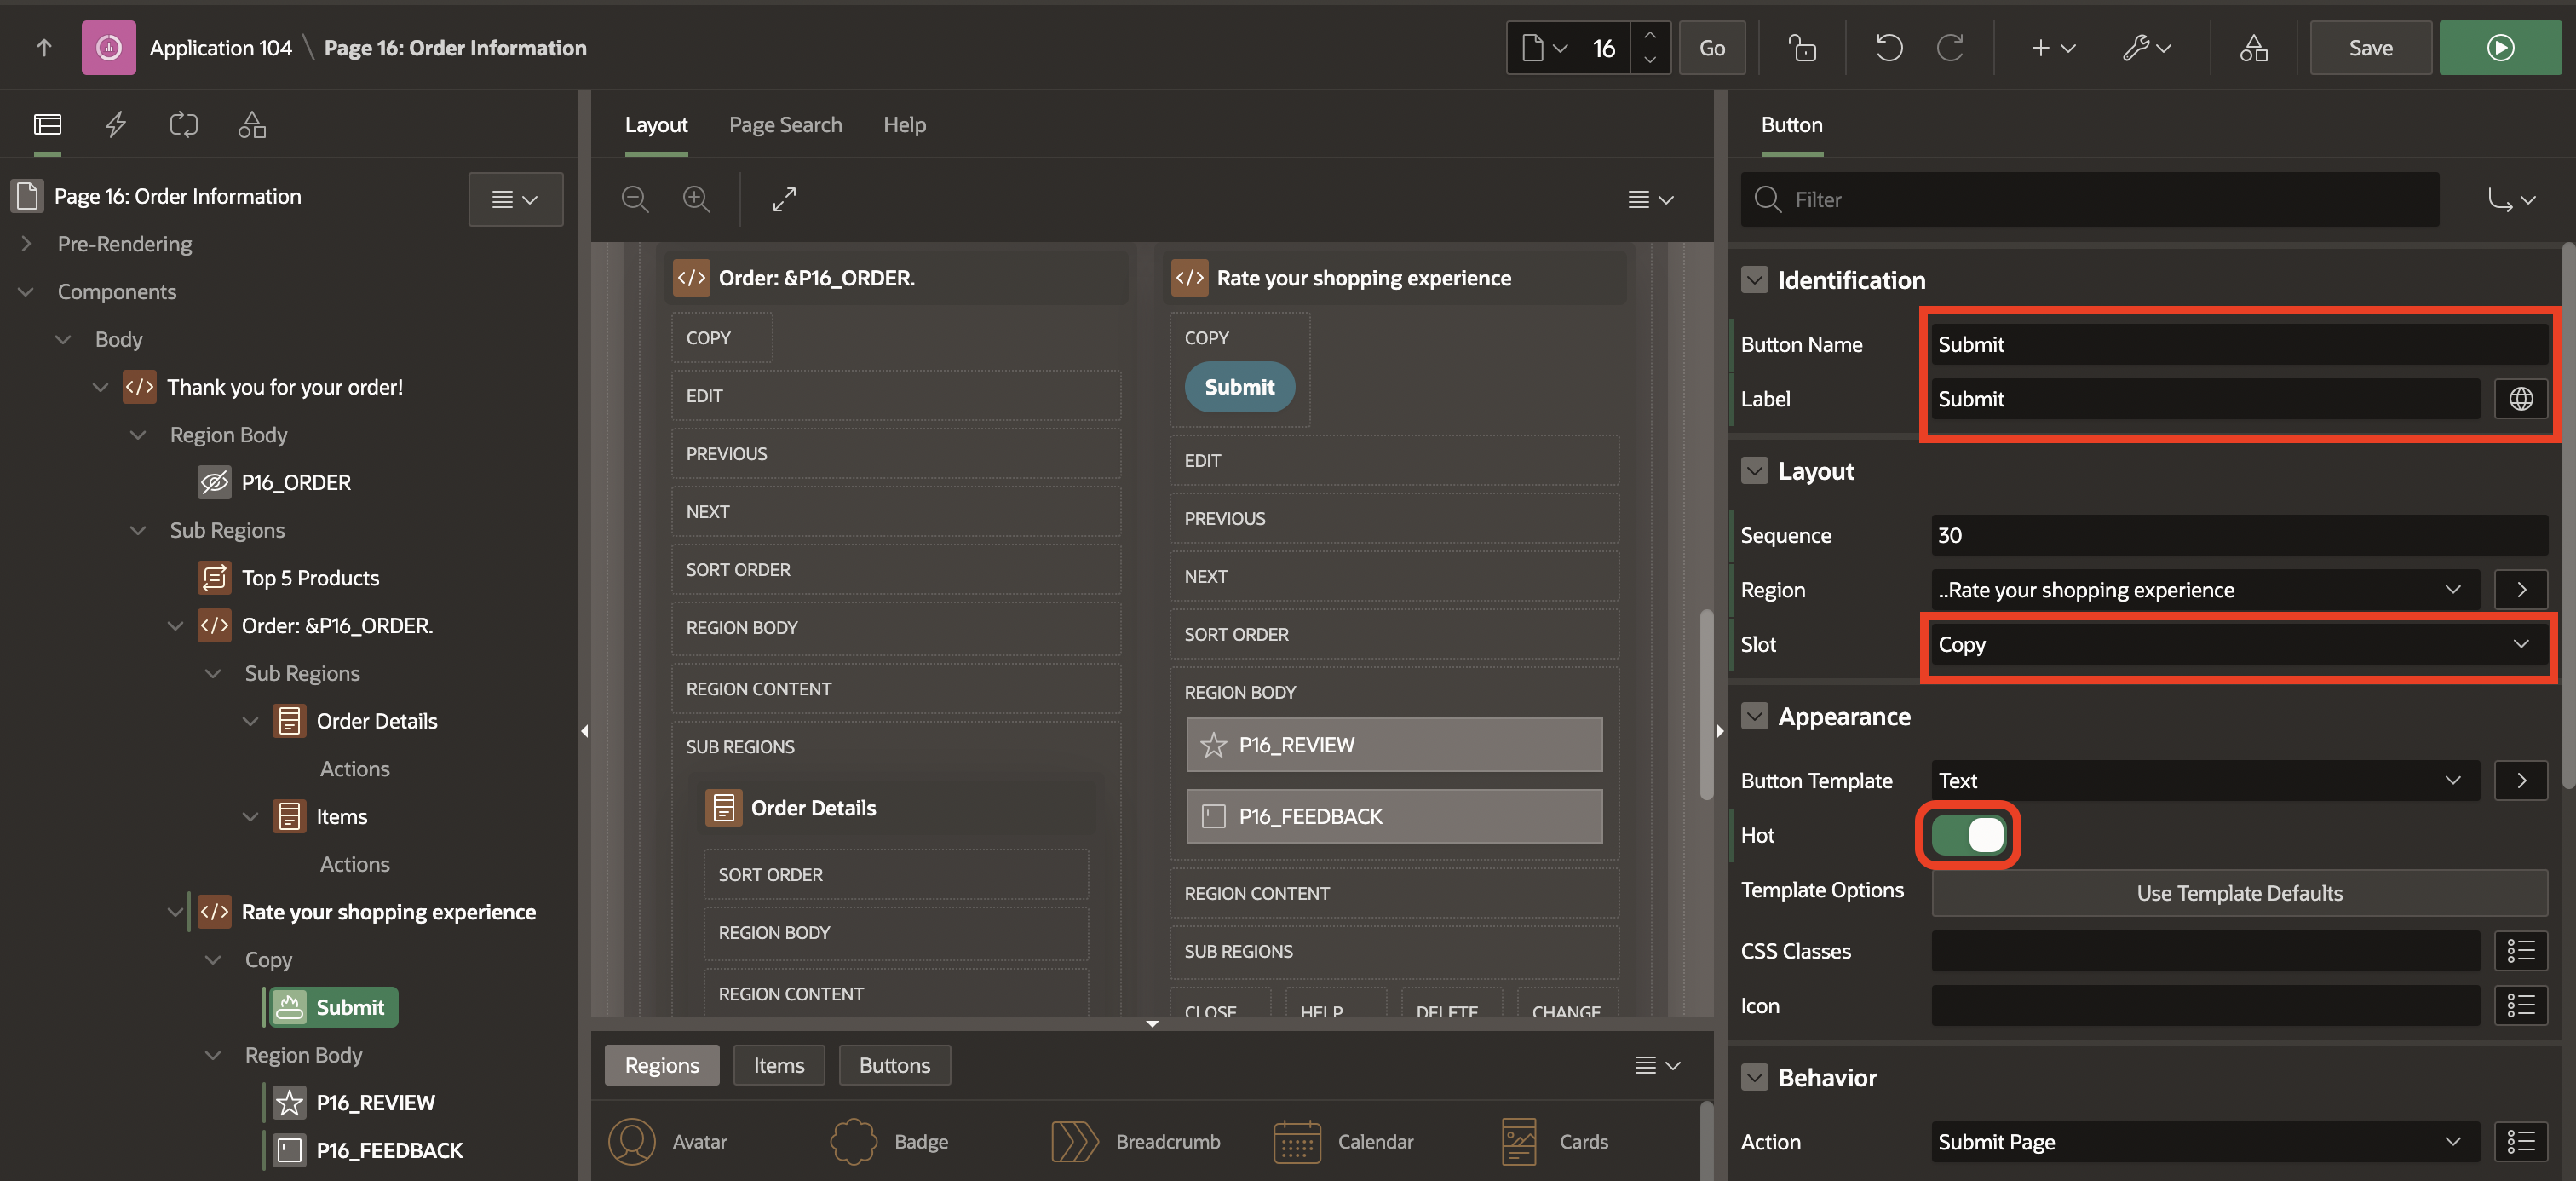 Application 104 \ Page 16: Order Information
16
Go
Save
Page 16: Order Information
Pre-Rendering
Components
Body
Thank you for your order!
Region Body
P16_ORDER
Sub Regions
Top 5 Products
Order: &P16_ORDER.
Sub Regions
Order Details
Actions
Items
Actions
Rate your shopping experience
Copy
Submit
Region Body
P16_REVIEW
P16_FEEDBACK
Layout
Page Search
Help
Order: &P16_ORDER.
COPY
EDIT
PREVIOUS
NEXT
SORT ORDER
REGION BODY
REGION CONTENT
SUB REGIONS
Order Details
SORT ORDER
REGION BODY
REGION CONTENT
Rate your shopping experience
COPY
Submit
EDIT
PREVIOUS
NEXT
SORT ORDER
REGION BODY
P16_REVIEW
P16_FEEDBACK
REGION CONTENT
SUB REGIONS
CLOSE
HELP
DELETE
CHANGE
Regions
Items
Buttons
Avatar
Badge
Breadcrumb
Calendar
Cards
Button
Filter
Identification
Button Name
Submit
Label
Submit
Layout
Sequence
30
Region
..Rate your shopping experience
Slot
Copy
Appearance
Button Template
Text
Hot
Template Options
Use Template Defaults
CSS Classes
Icon
Behavior
Action
Submit Page